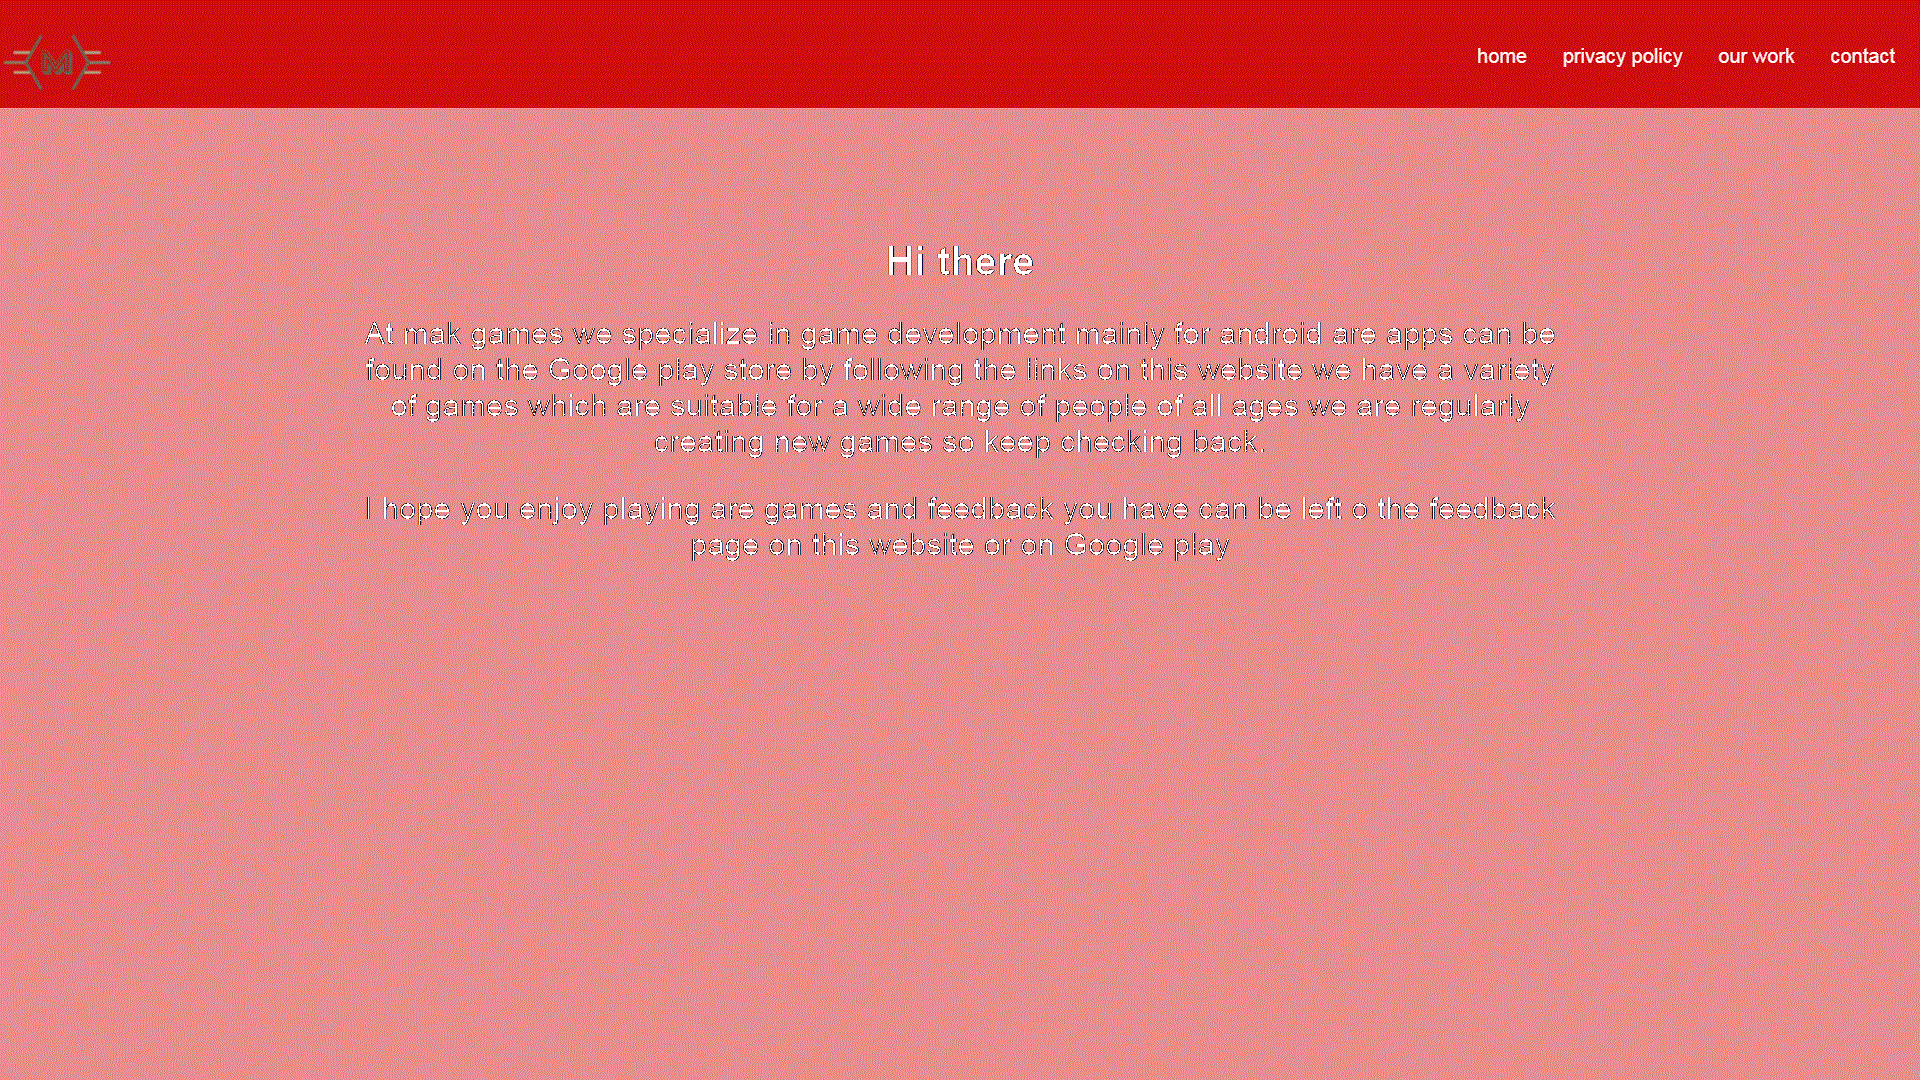 M
home privacy policy our work contact
Hi there
At mak games we specialize in game development mainly for android are apps can be
found on the Google play store by following the links on this website we have a variety
of games which are suitable for a wide range of people of all ages we are regularly
creating new games so keep checking back.
I hope you enjoy playing are games and feedback you have can be left o the feedback
page on this website or on Google play